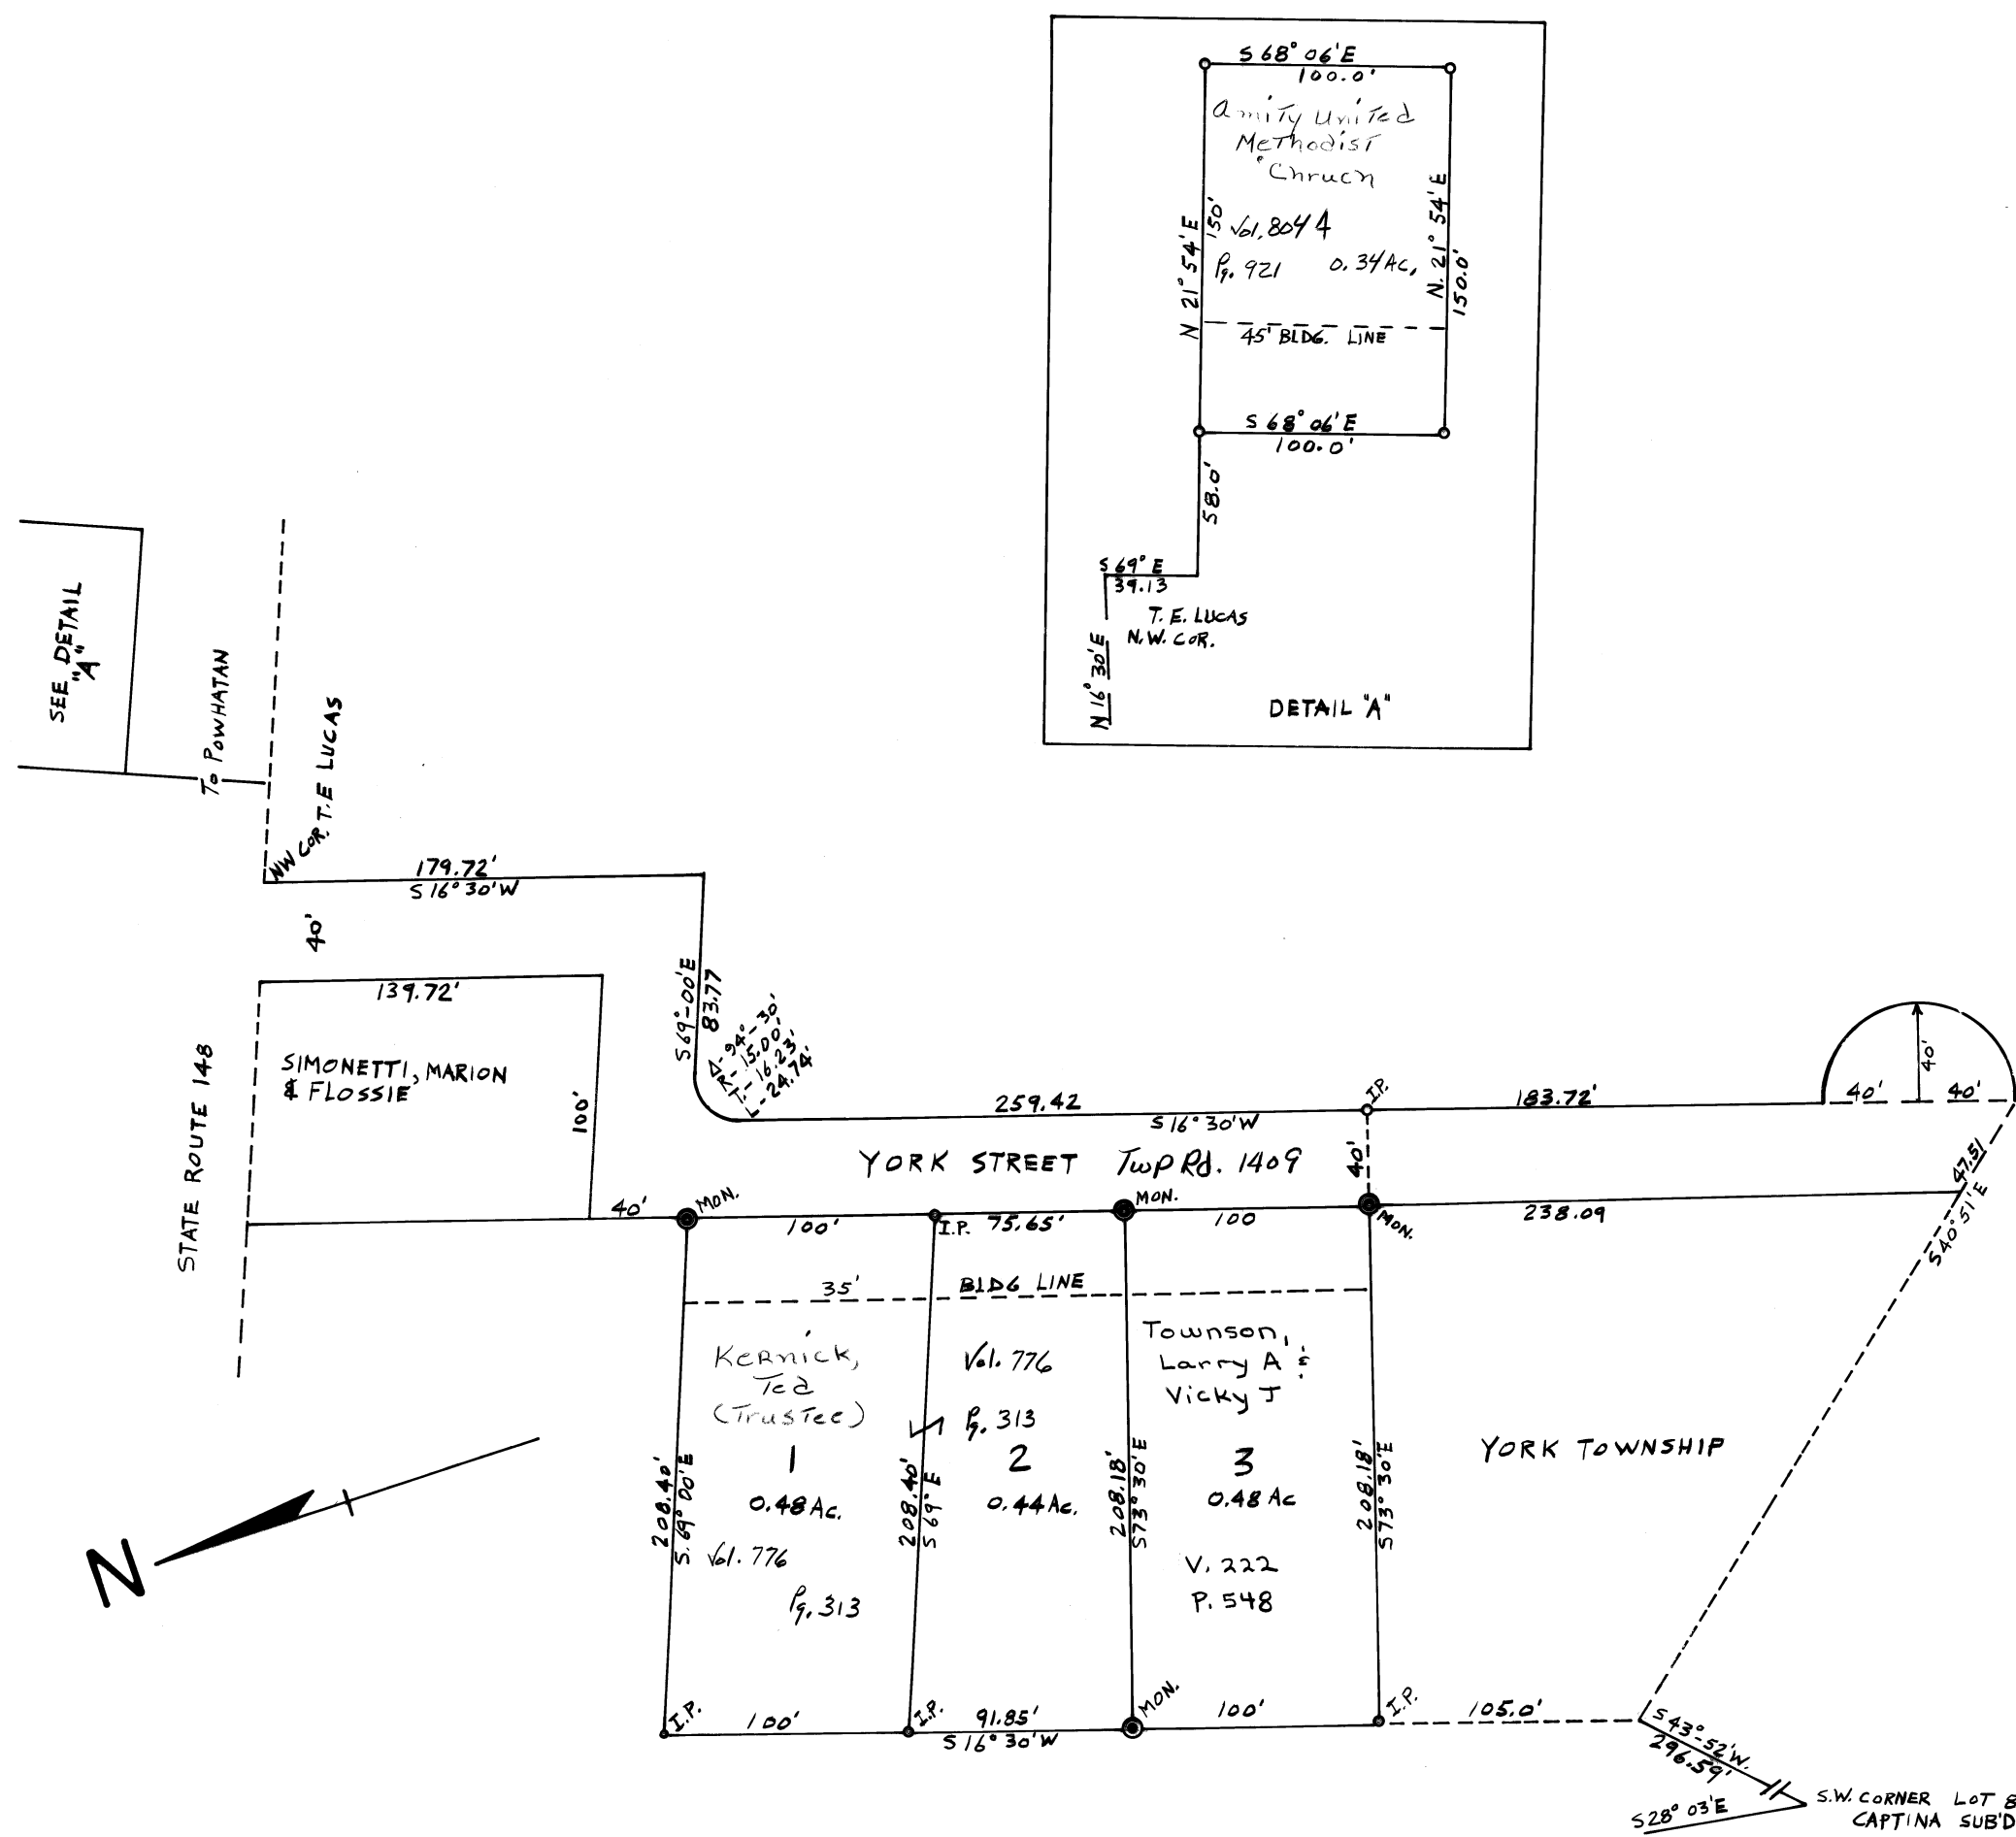 S 68° 06' E
100.0'
Amity United
Methodist
Chruch
N 21° 54' E
150'
Vol. 804 A
Pg. 921
0.34 Ac.
N. 21° 54' E
150.0'
45' BLDG. LINE
S 68° 06' E
100.0'
58.0'
S 69° E
39.13
T. E. LUCAS
N.W. COR.
N 16° 30' E
DETAIL "A"
SEE DETAIL
"A"
To POWHATAN
NW COR. T.E LUCAS
179.72'
S 16° 30' W
40'
139.72'
SIMONETTI, MARION
& FLOSSIE
100'
STATE ROUTE 148
S 69°-00' E
83.77
Δ- 94°-30'
R- 15.00'
T- 16.23'
L- 24.74'
259.42
S 16° 30' W
I.P.
183.72'
40'
40'
40'
YORK STREET Twp Rd. 1409
40'
47.51
S 40° 51' E
40'
MON.
100'
I.P.
75.65'
MON.
100
MON.
238.09
35'
BLDG LINE
Kernick,
Ted
(Trustee)
1
0.48 Ac.
Vol. 776
Pg. 313
208.40'
S. 69° 00' E
Vol. 776
Pg. 313
2
0.44 Ac.
208.40'
S 69° E
Townson,
Larry A &
Vicky J
3
0.48 Ac
V. 222
P. 548
208.18'
S 73° 30' E
208.18'
S 73° 30' E
YORK TOWNSHIP
N
I.P.
100'
I.P.
91.85'
S 16° 30' W
MON.
100'
I.P.
105.0'
S 43°-52' W.
296.59'
S 28° 03' E
S.W. CORNER LOT 8
CAPTINA SUB'D